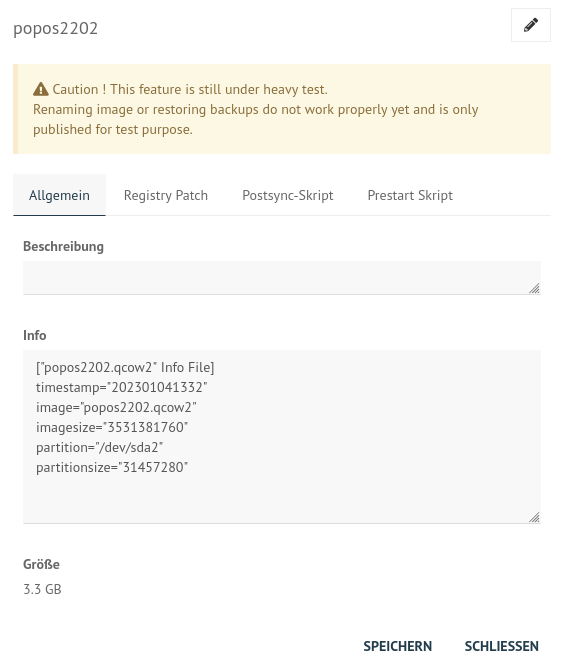 popos2202
Caution ! This feature is still under heavy test.
Renaming image or restoring backups do not work properly yet and is only
published for test purpose.
Allgemein Registry Patch Postsync-Skript Prestart Skript
Beschreibung
Info
["popos2202.qcow2" Info File]
timestamp="202301041332"
image="popos2202.qcow2"
imagesize="3531381760"
partition="/dev/sda2"
partitionsize="31457280"
Größe
3.3 GB
SPEICHERN SCHLIESSEN